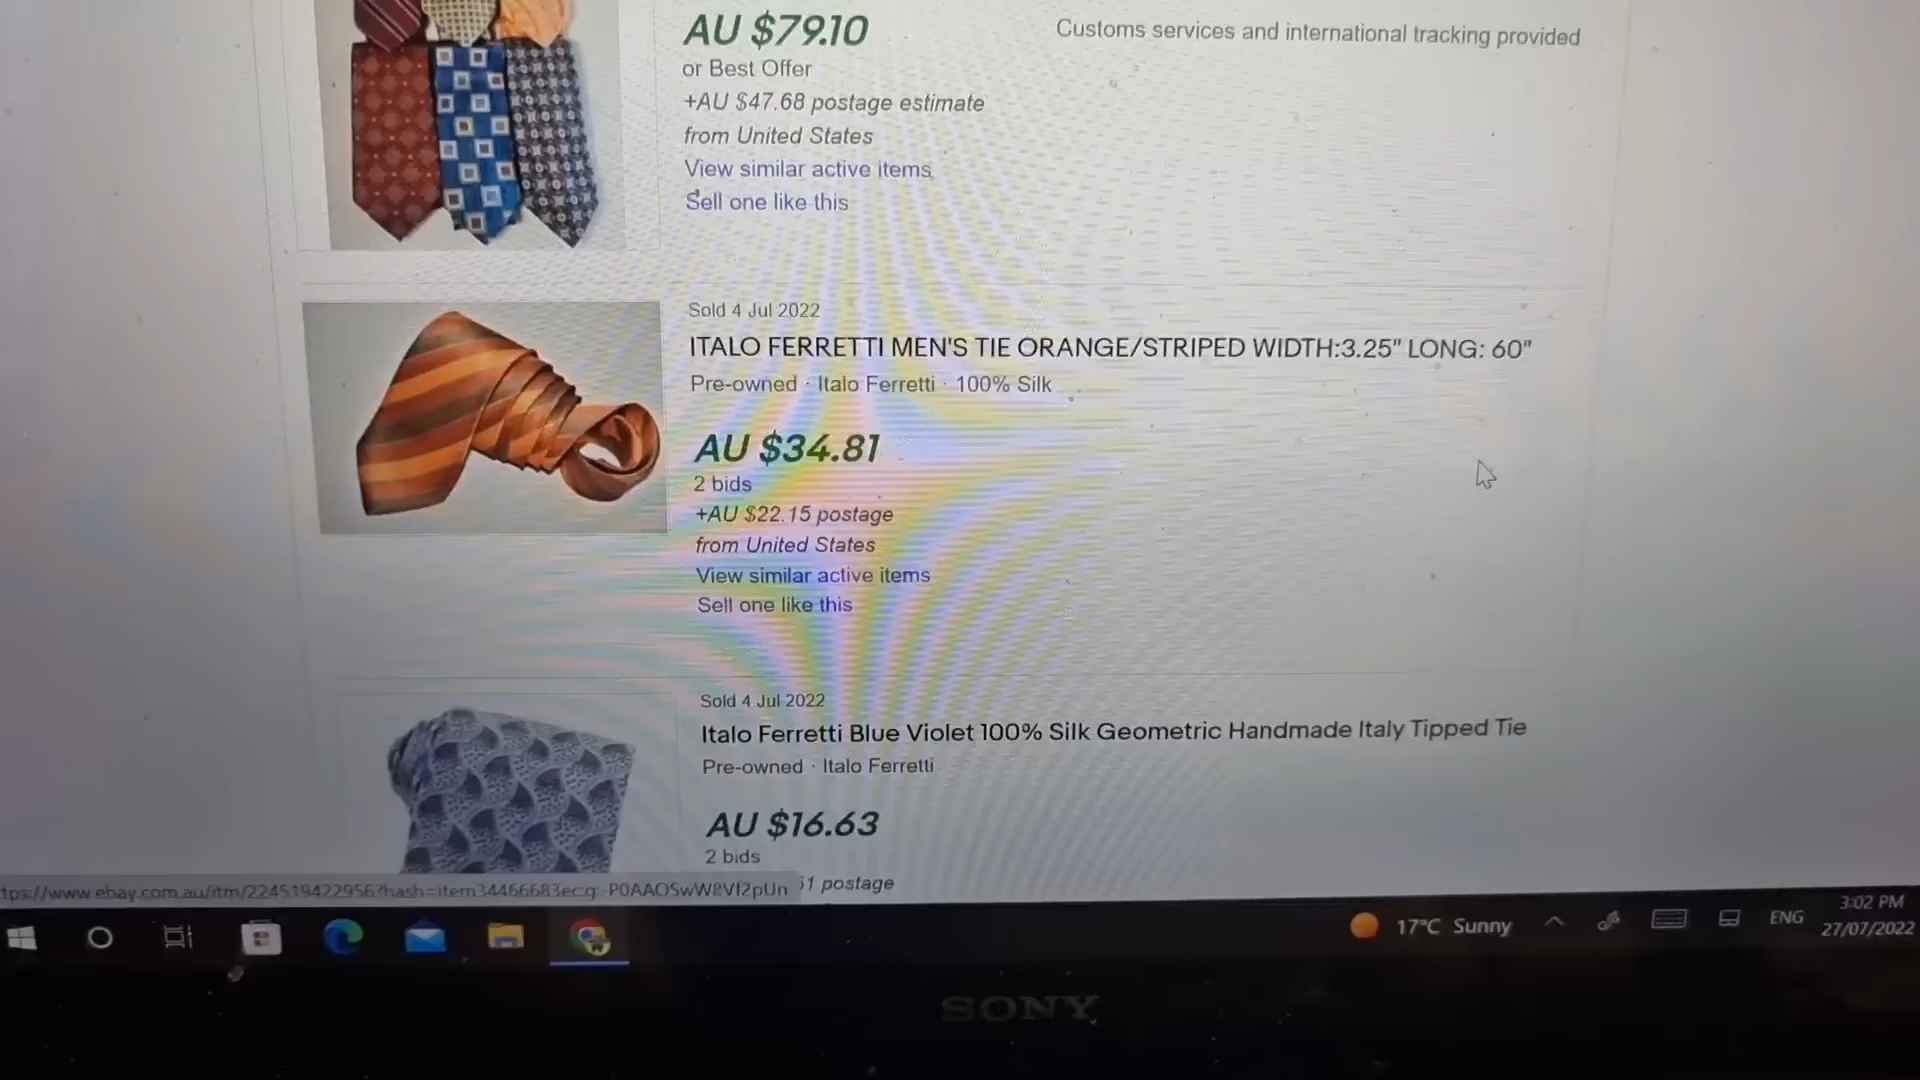 AU $79.10
Customs services and international tracking provided
or Best Offer
+AU $47.68 postage estimate
from United States
View similar active items
Sell one like this
Sold 4 Jul 2022
ITALO FERRETTI MEN'S TIE ORANGE/STRIPED WIDTH:3.25" LONG: 60"
Pre-owned · Italo Ferretti · 100% Silk
AU $34.81
2 bids
+AU $22.15 postage
from United States
View similar active items
Sell one like this
Sold 4 Jul 2022
Italo Ferretti Blue Violet 100% Silk Geometric Handmade Italy Tipped Tie
Pre-owned · Italo Ferretti
AU $16.63
2 bids
postage
17°C Sunny
ENG
3:02 PM
27/07/2022
SONY